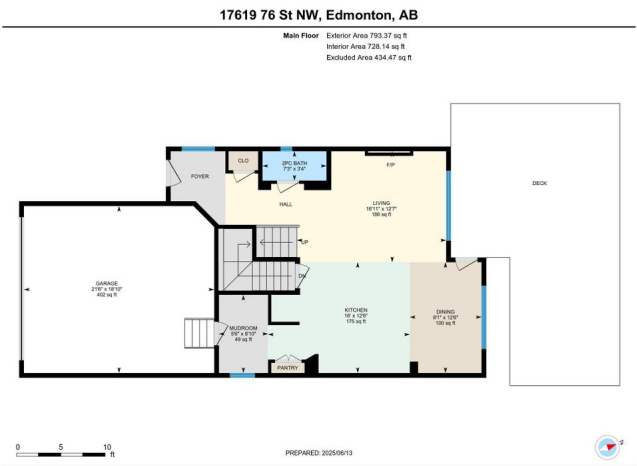 17619 76 St NW, Edmonton, AB
Main Floor Exterior Area 793.37 sq ft
Interior Area 728.14 sq ft
Excluded Area 434.47 sq ft
CLO
2PC BATH
7'3" x 3'4"
F/P
FOYER
DECK
HALL
LIVING
16'11" x 12'7"
186 sq ft
UP
DN
GARAGE
21'6" x 18'10"
402 sq ft
KITCHEN
16' x 12'6"
175 sq ft
DINING
8'1" x 12'6"
100 sq ft
MUDROOM
5'6" x 8'10"
49 sq ft
PANTRY
0 5 10
ft
PREPARED: 2025/06/13